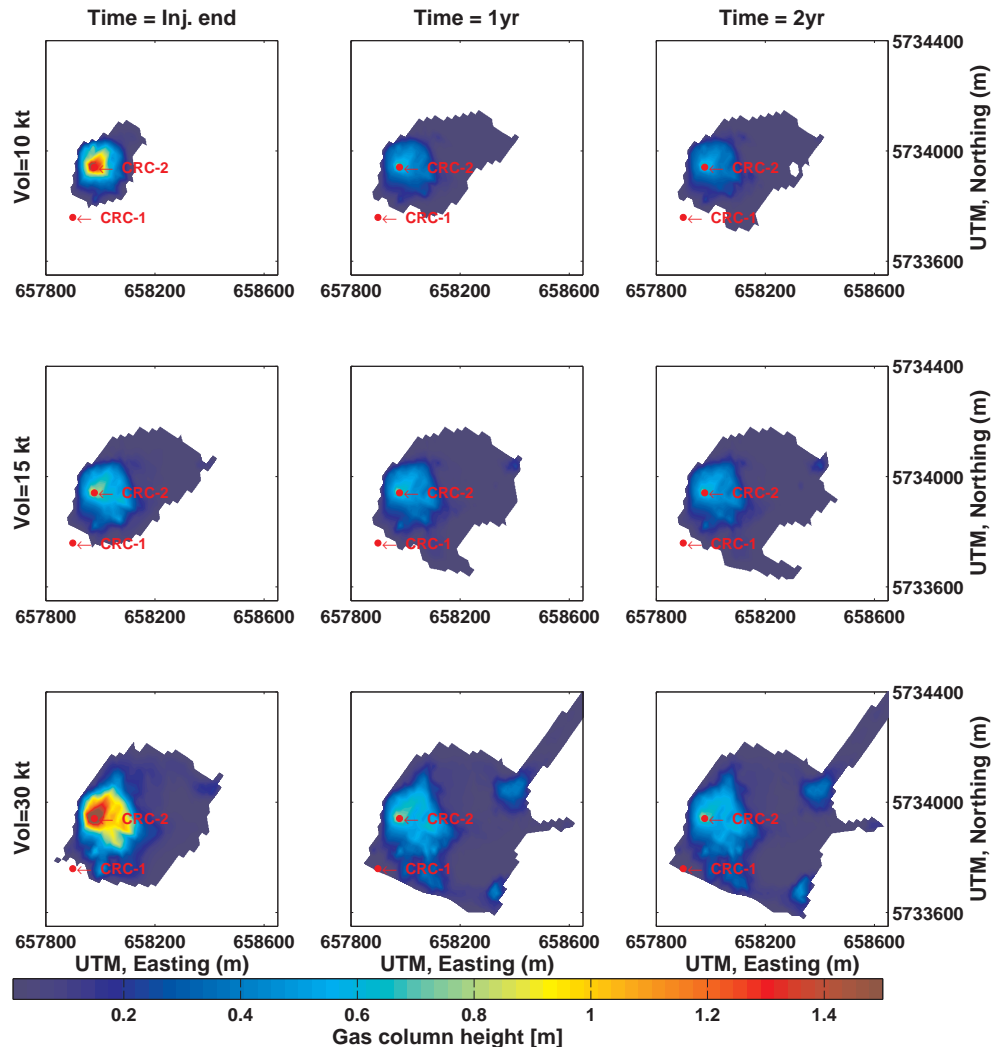 Time = Inj. end Time = 1yr Time = 2yr
Vol=10 kt
CRC-2 CRC-2 CRC-2
CRC-1 CRC-1 CRC-1
5734400
5734000
5733600
UTM, Northing (m)
657800 658200 658600 657800 658200 658600 657800 658200 658600
Vol=15 kt
CRC-2 CRC-2 CRC-2
CRC-1 CRC-1 CRC-1
5734400
5734000
5733600
UTM, Northing (m)
657800 658200 658600 657800 658200 658600 657800 658200 658600
Vol=30 kt
CRC-2 CRC-2 CRC-2
CRC-1 CRC-1 CRC-1
5734400
5734000
5733600
UTM, Northing (m)
657800 658200 658600 657800 658200 658600 657800 658200 658600
UTM, Easting (m) UTM, Easting (m) UTM, Easting (m)
0.2 0.4 0.6 0.8 1 1.2 1.4
Gas column height [m]